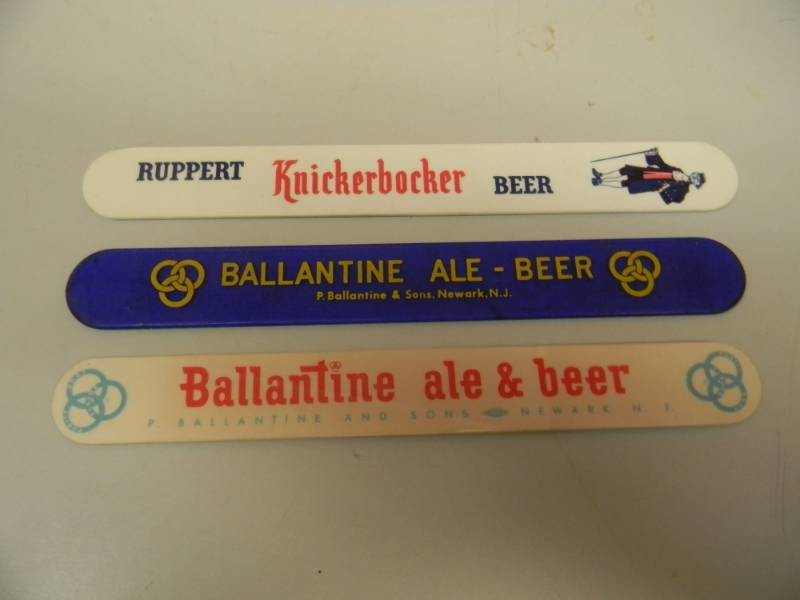 RUPPERT Knickerbocker BEER
BALLANTINE ALE - BEER
P. Ballantine & Sons, Newark, N.J.
Ballantine ale & beer
P. BALLANTINE AND SONS NEWARK N. J.